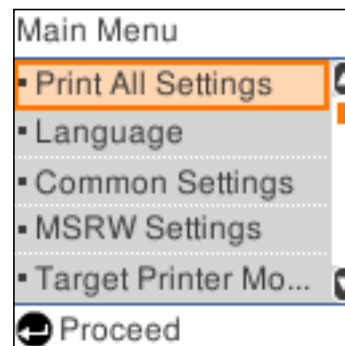 Main Menu
Print All Settings
Language
Common Settings
MSRW Settings
Target Printer Mo...
Proceed